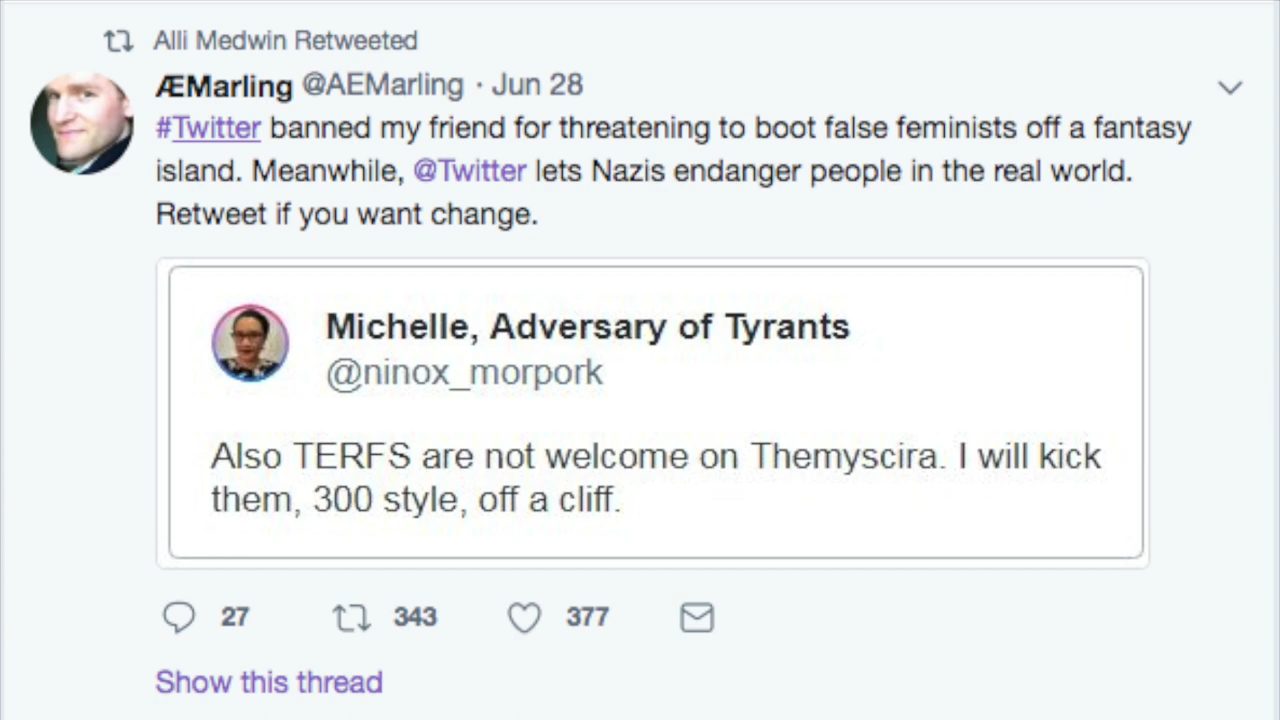 Alli Medwin Retweeted
ÆMarling @AEMarling · Jun 28
#Twitter banned my friend for threatening to boot false feminists off a fantasy
island. Meanwhile, @Twitter lets Nazis endanger people in the real world.
Retweet if you want change.
Michelle, Adversary of Tyrants
@ninox_morpork
Also TERFS are not welcome on Themyscira. I will kick
them, 300 style, off a cliff.
27 343 377
Show this thread